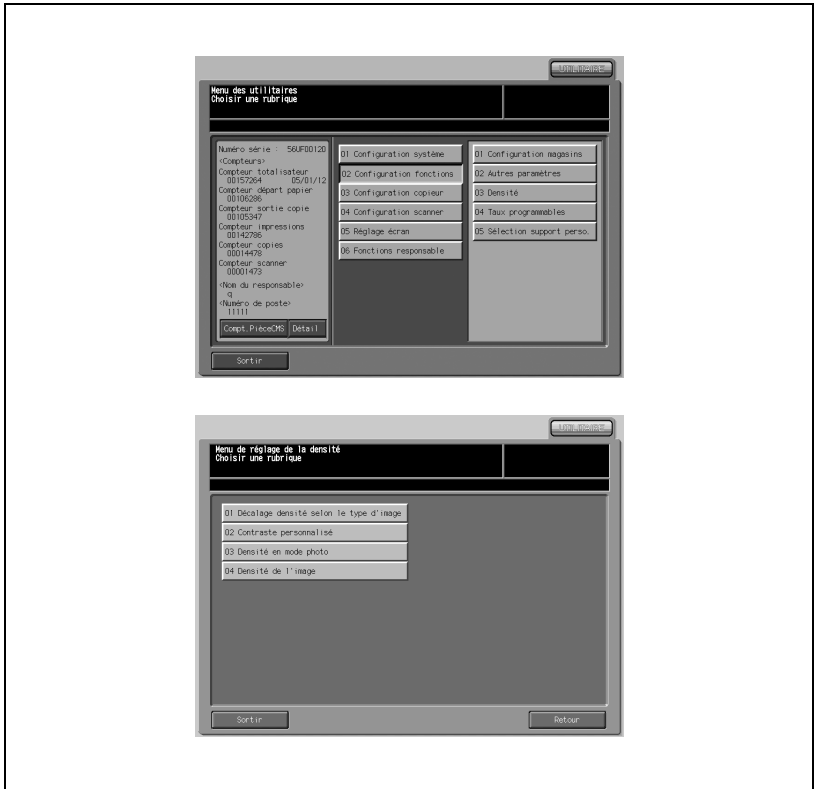 UTILITAIRE
Menu des utilitaires
Choisir une rubrique
Numéro série : 56UFD0120
<Compteurs>
Compteur totalisateur
00157264 05/01/12
Compteur départ papier
00106286
Compteur sortie copie
00105347
Compteur impressions
00142786
Compteur copies
00014478
Compteur scanner
00001473
<Nom du responsable>
q
<Numéro de poste>
11111
Compt.PièceCMS Détail
01 Configuration système
02 Configuration fonctions
03 Configuration copieur
04 Configuration scanner
05 Réglage écran
06 Fonctions responsable
01 Configuration magasins
02 Autres paramètres
03 Densité
04 Taux programmables
05 Sélection support perso.
Sortir
UTILITAIRE
Menu de réglage de la densité
Choisir une rubrique
01 Décalage densité selon le type d'image
02 Contraste personnalisé
03 Densité en mode photo
04 Densité de l'image
Sortir Retour